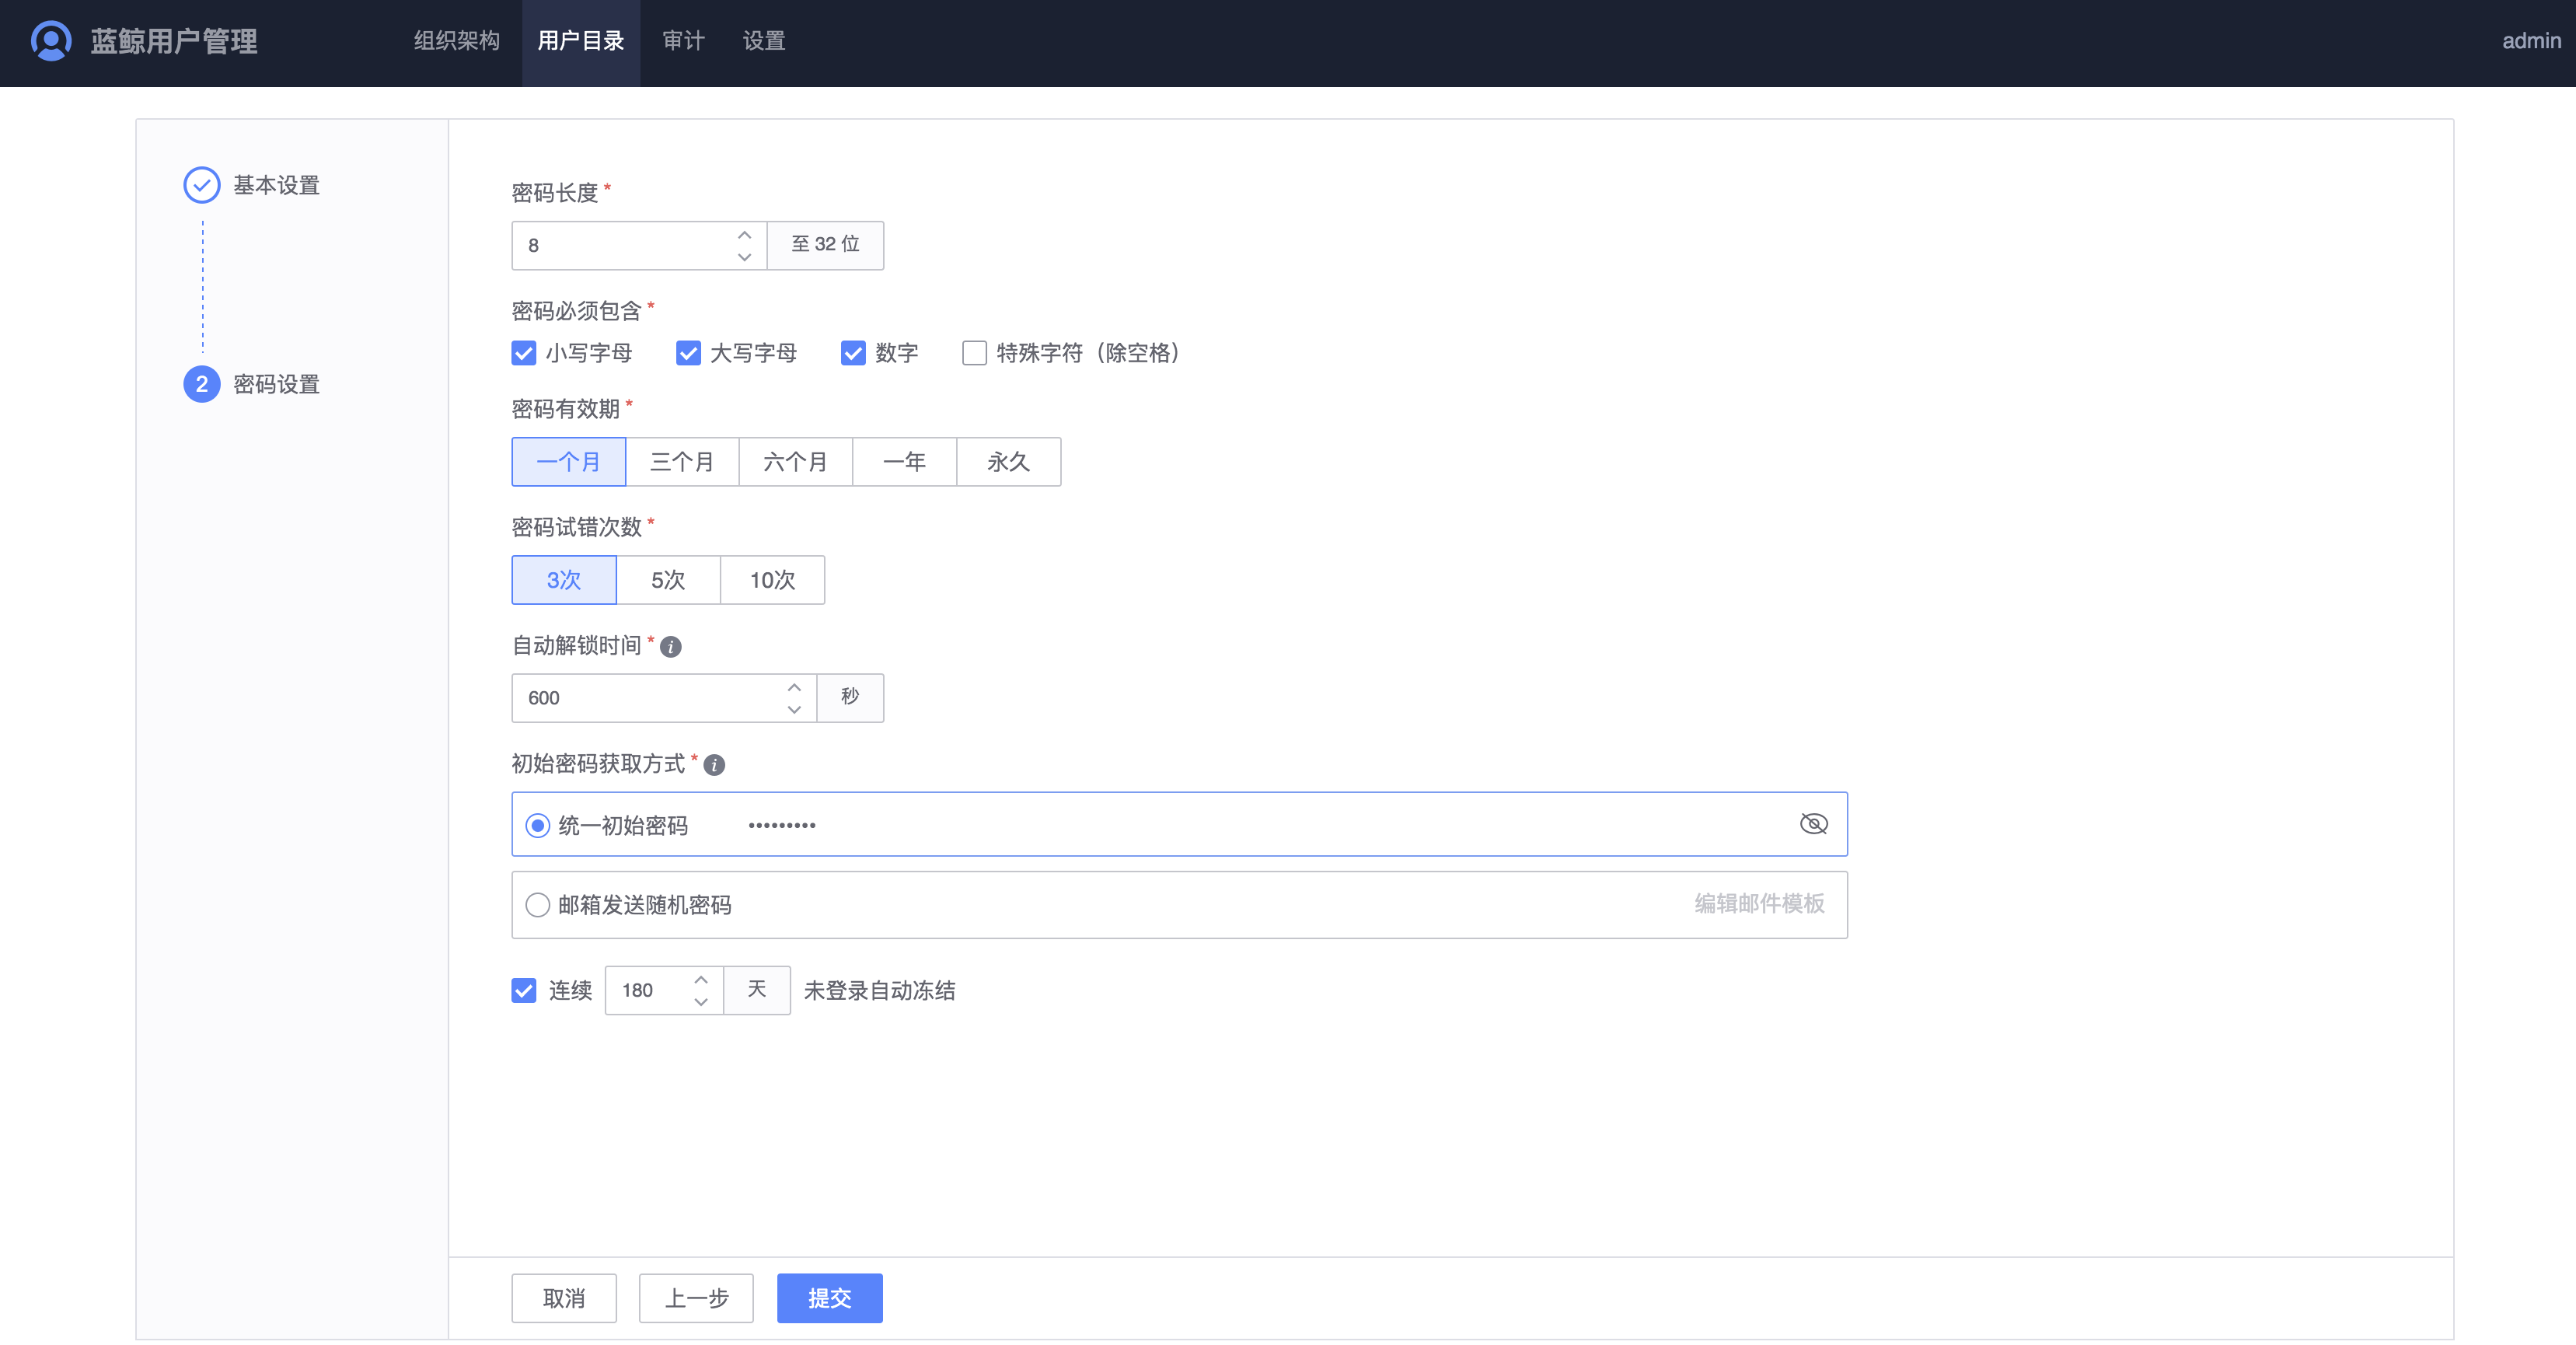 蓝鲸用户管理 组织架构 用户目录 审计 设置 admin
基本设置
2 密码设置
密码长度 *
8 至 32 位
密码必须包含 *
小写字母 大写字母 数字 特殊字符（除空格）
密码有效期 *
一个月 三个月 六个月 一年 永久
密码试错次数 *
3次 5次 10次
自动解锁时间 * i
600 秒
初始密码获取方式 * i
统一初始密码 •••••••••
邮箱发送随机密码 编辑邮件模板
连续 180 天 未登录自动冻结
取消 上一步 提交